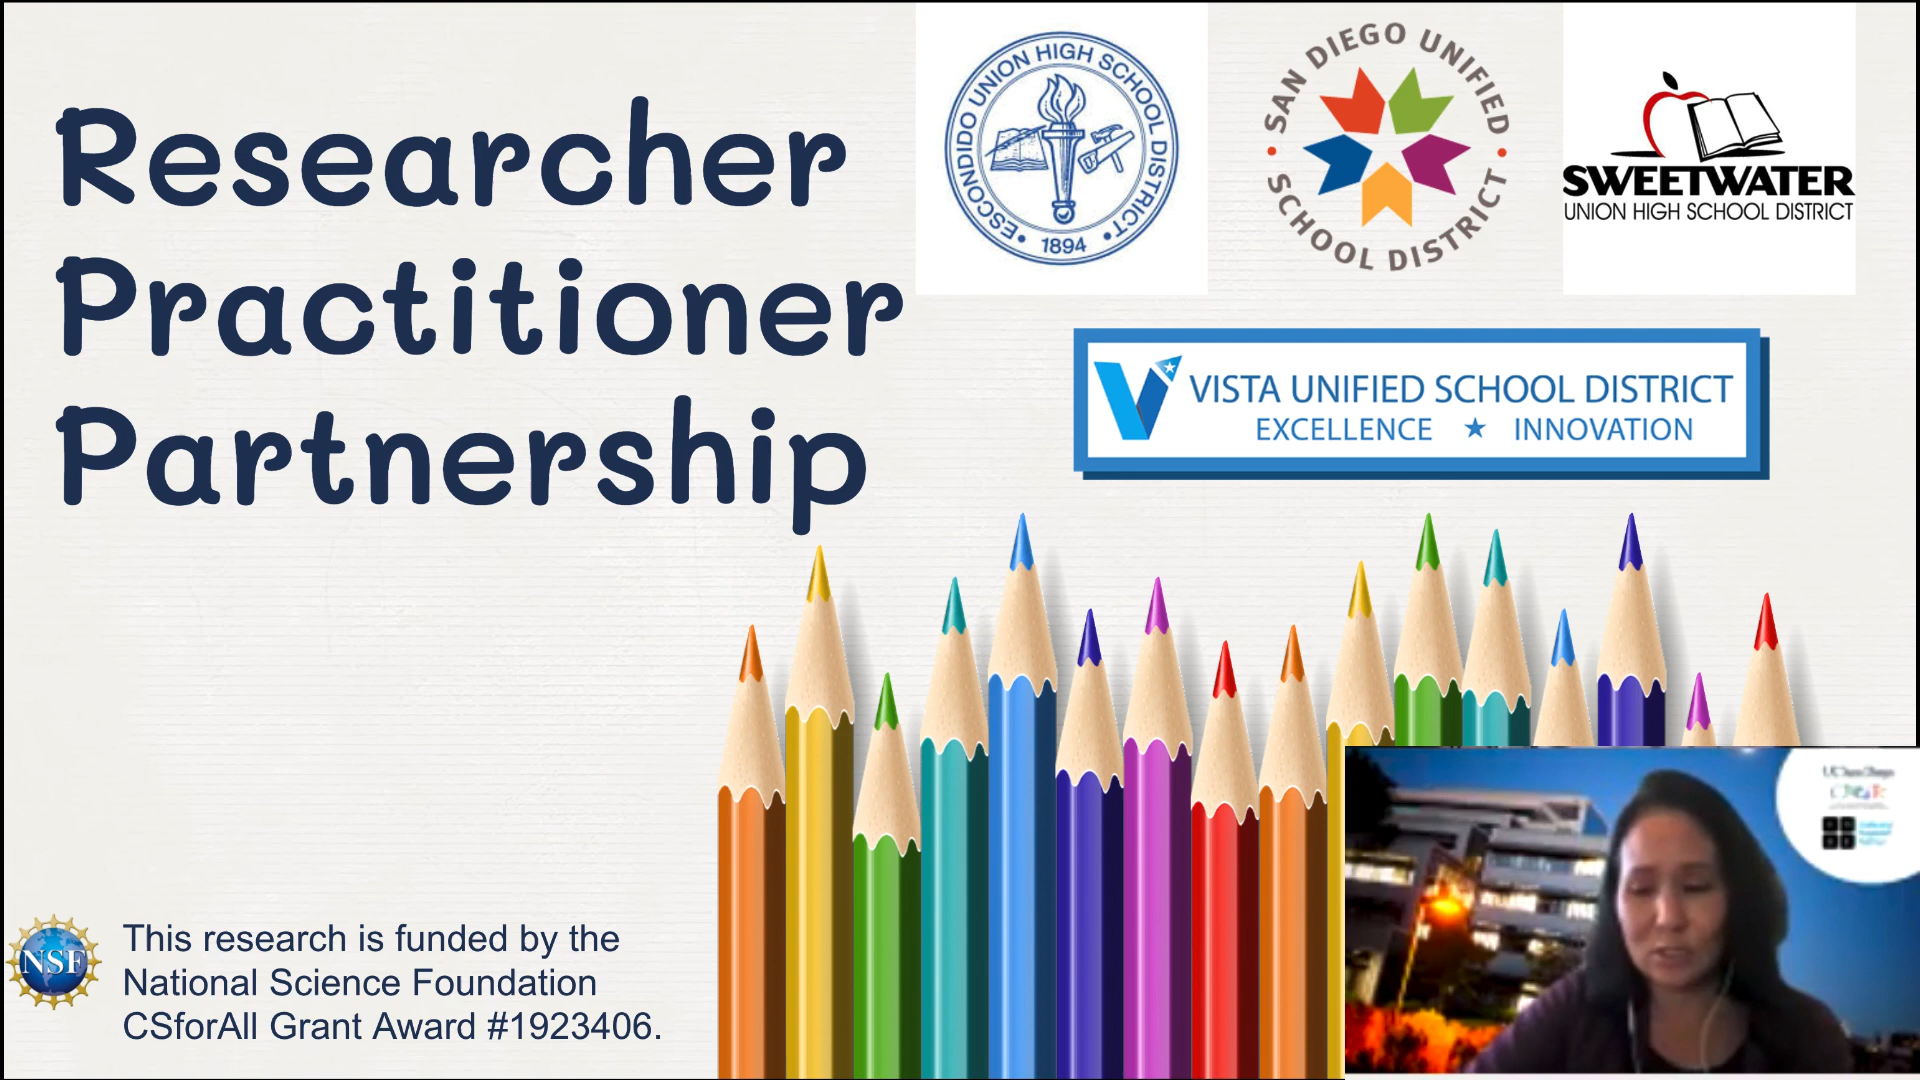 Researcher
Practitioner
Partnership
ESCONDIDO UNION HIGH SCHOOL DISTRICT
1894
SAN DIEGO UNIFIED
SCHOOL DISTRICT
SWEETWATER
UNION HIGH SCHOOL DISTRICT
VISTA UNIFIED SCHOOL DISTRICT
EXCELLENCE ★ INNOVATION
NSF
This research is funded by the
National Science Foundation
CSforAll Grant Award #1923406.